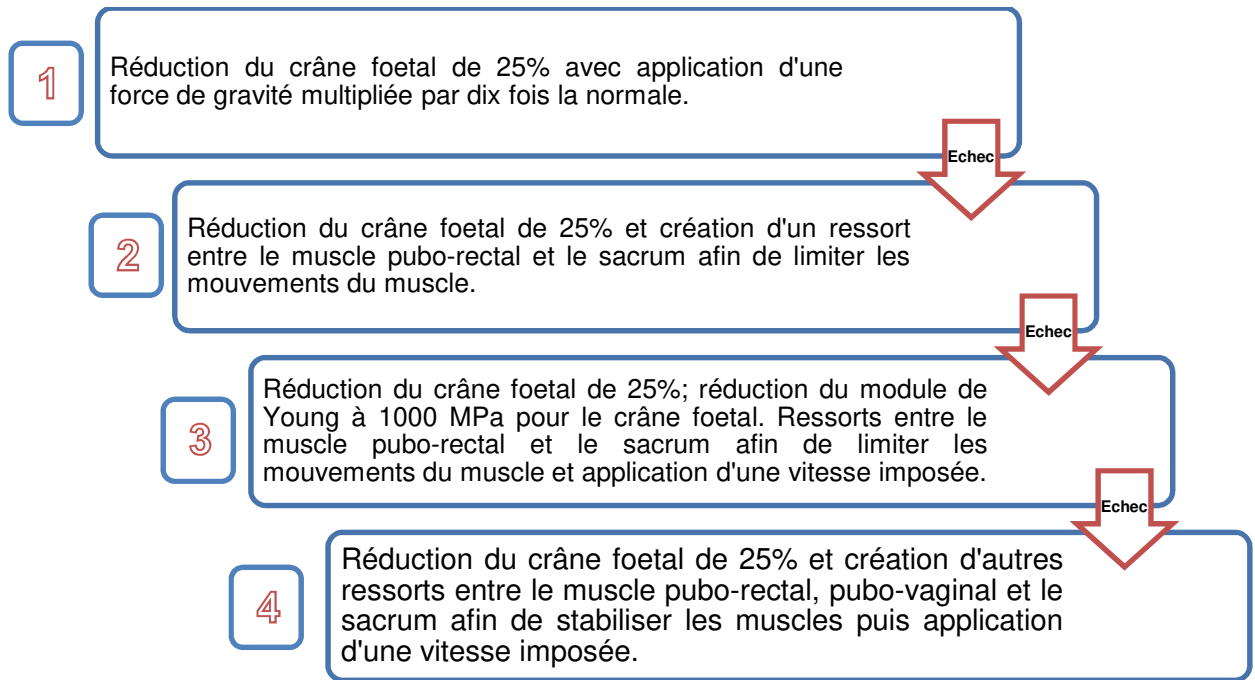 1
Réduction du crâne foetal de 25% avec application d'une
force de gravité multipliée par dix fois la normale.
Echec
2
Réduction du crâne foetal de 25% et création d'un ressort
entre le muscle pubo-rectal et le sacrum afin de limiter les
mouvements du muscle.
Echec
3
Réduction du crâne foetal de 25%; réduction du module de
Young à 1000 MPa pour le crâne foetal. Ressorts entre le
muscle pubo-rectal et le sacrum afin de limiter les
mouvements du muscle et application d'une vitesse imposée.
Echec
4
Réduction du crâne foetal de 25% et création d'autres
ressorts entre le muscle pubo-rectal, pubo-vaginal et le
sacrum afin de stabiliser les muscles puis application
d'une vitesse imposée.